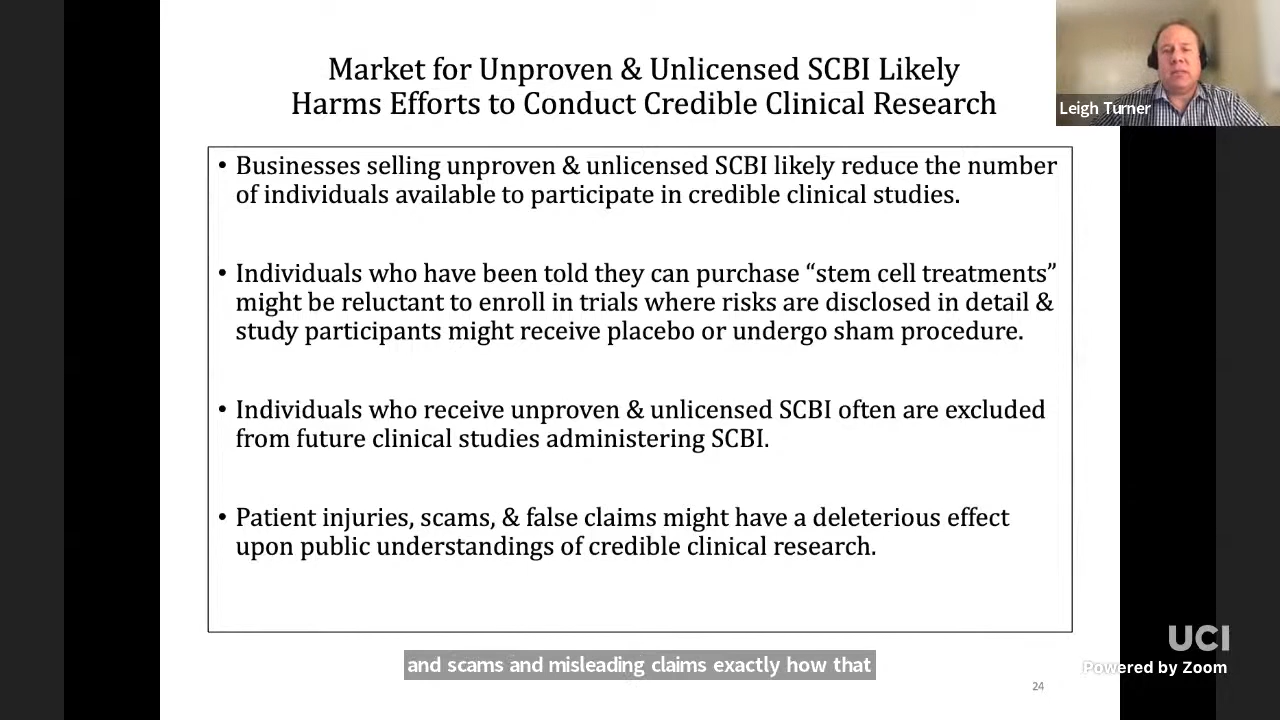 Market for Unproven & Unlicensed SCBI Likely
Harms Efforts to Conduct Credible Clinical Research
Leigh Turner
• Businesses selling unproven & unlicensed SCBI likely reduce the number
of individuals available to participate in credible clinical studies.
• Individuals who have been told they can purchase “stem cell treatments”
might be reluctant to enroll in trials where risks are disclosed in detail &
study participants might receive placebo or undergo sham procedure.
• Individuals who receive unproven & unlicensed SCBI often are excluded
from future clinical studies administering SCBI.
• Patient injuries, scams, & false claims might have a deleterious effect
upon public understandings of credible clinical research.
UCI
and scams and misleading claims exactly how that
Powered by Zoom
24